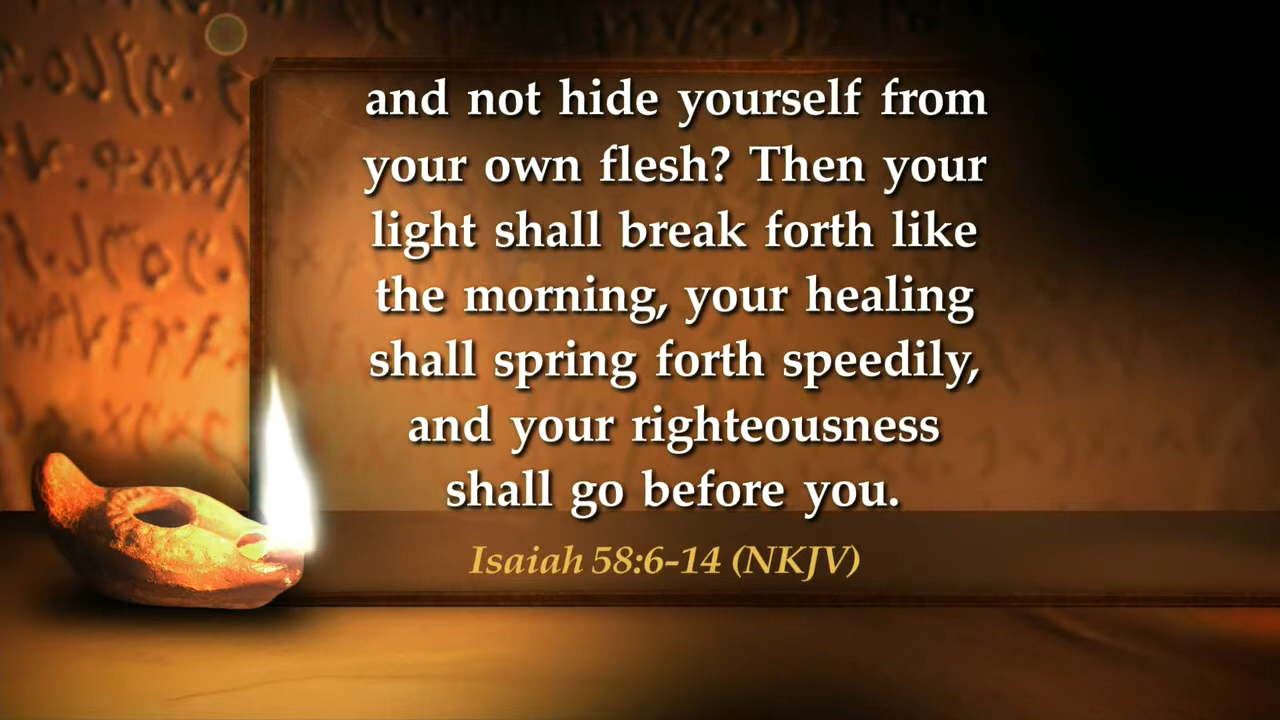 and not hide yourself from
your own flesh? Then your
light shall break forth like
the morning, your healing
shall spring forth speedily,
and your righteousness
shall go before you.
Isaiah 58:6-14 (NKJV)